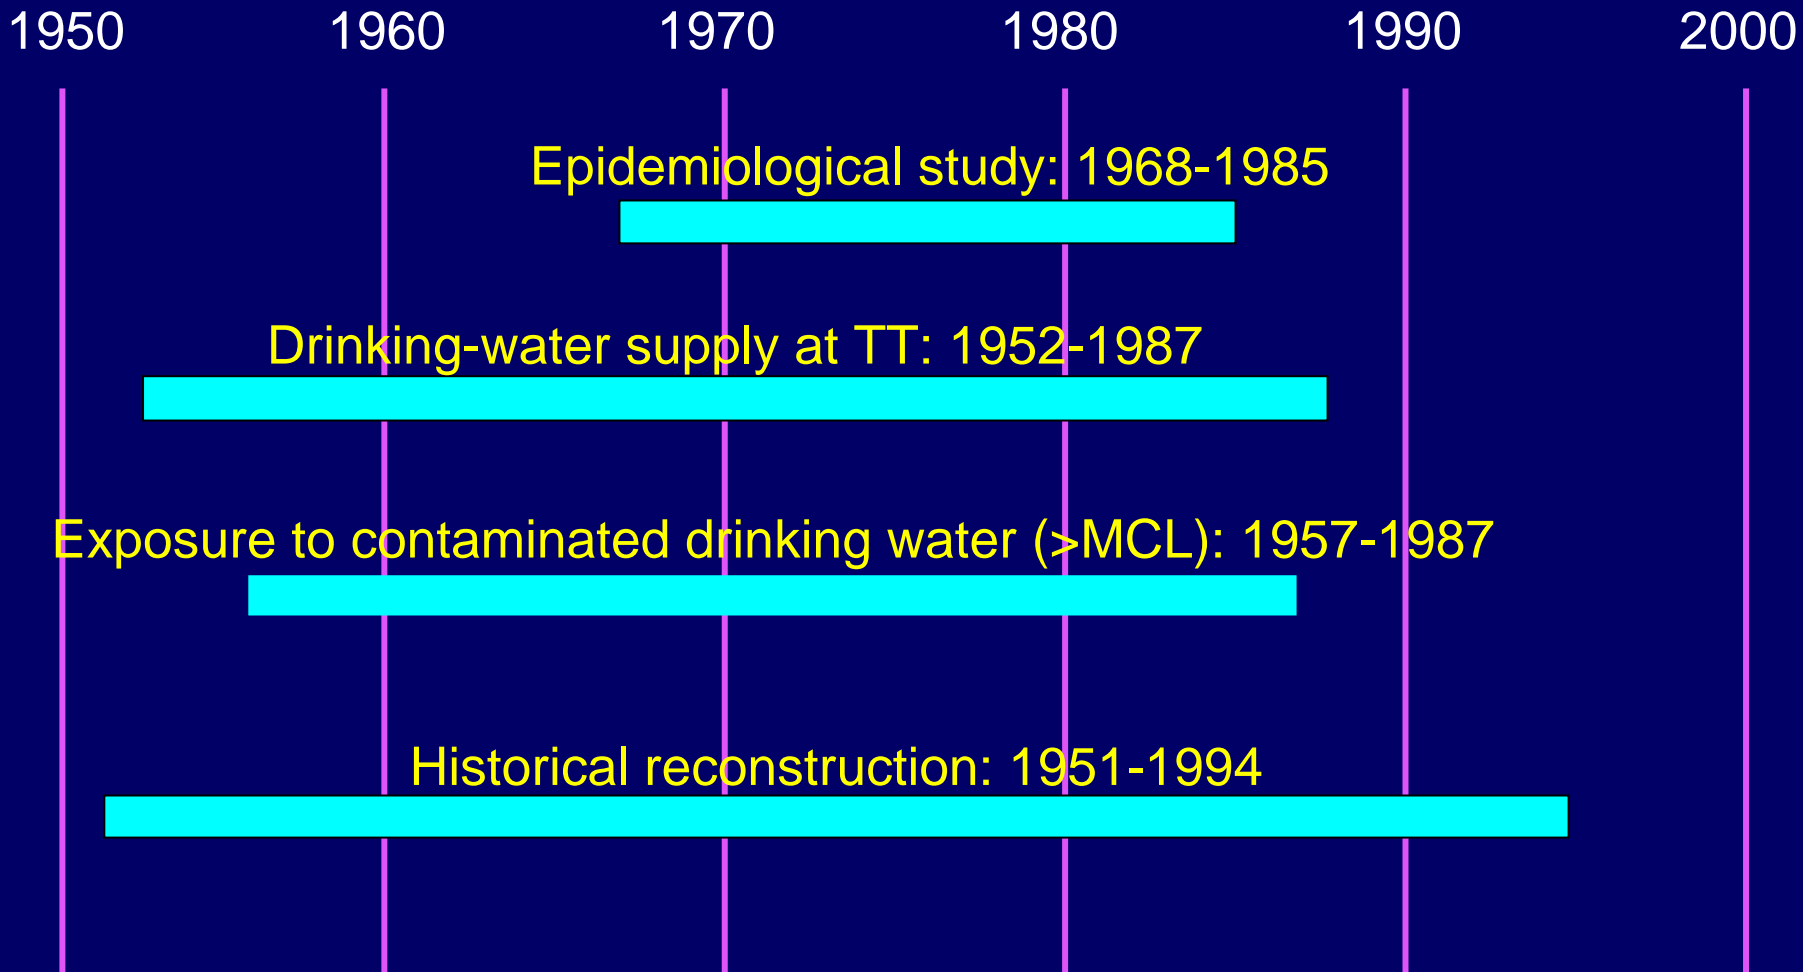 1950 1960 1970 1980 1990 2000
Epidemiological study: 1968-1985
Drinking-water supply at TT: 1952-1987
Exposure to contaminated drinking water (>MCL): 1957-1987
Historical reconstruction: 1951-1994